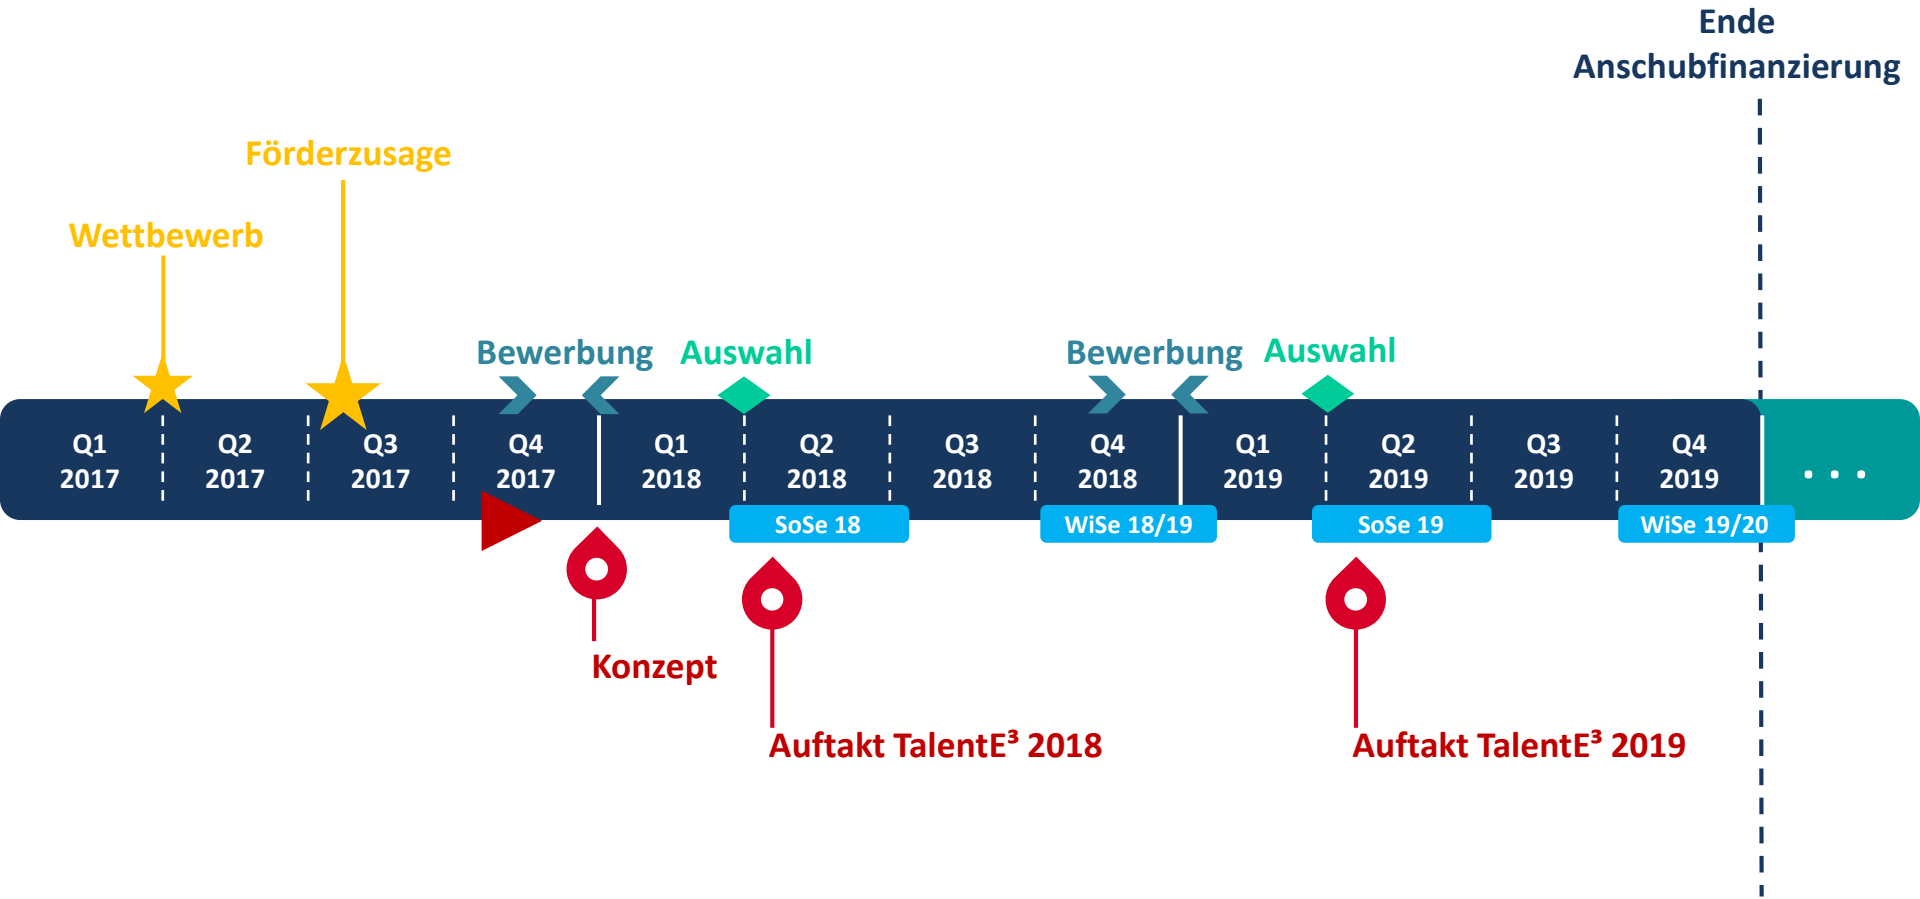 Ende
Anschubfinanzierung
Förderzusage
Wettbewerb
Bewerbung
Auswahl
Bewerbung
Auswahl
Q1
2017
Q2
2017
Q3
2017
Q4
2017
Q1
2018
Q2
2018
Q3
2018
Q4
2018
Q1
2019
Q2
2019
Q3
2019
Q4
2019
. . .
SoSe 18
WiSe 18/19
SoSe 19
WiSe 19/20
Konzept
Auftakt TalentE³ 2018
Auftakt TalentE³ 2019